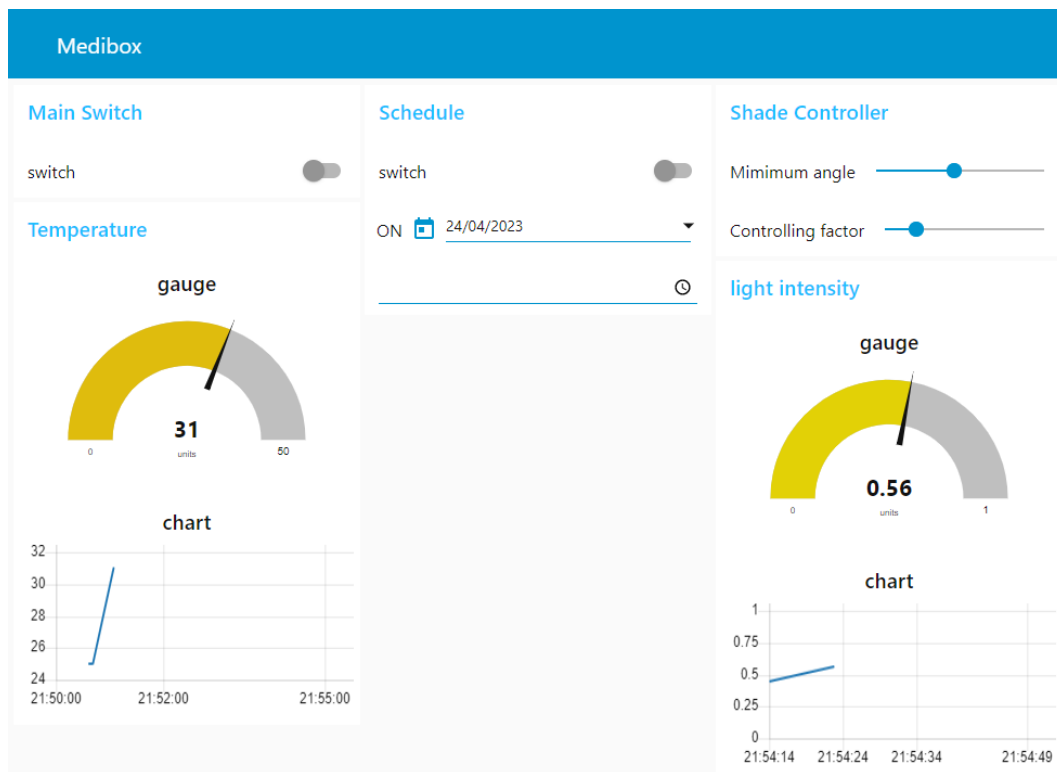 Medibox
Main Switch
switch
Temperature
gauge
31
units
0
50
chart
32
30
28
26
24
21:50:00 21:52:00 21:55:00
Schedule
switch
ON 24/04/2023
Shade Controller
Mimimum angle
Controlling factor
light intensity
gauge
0.56
units
0
1
chart
1
0.75
0.5
0.25
0
21:54:14 21:54:24 21:54:34 21:54:49